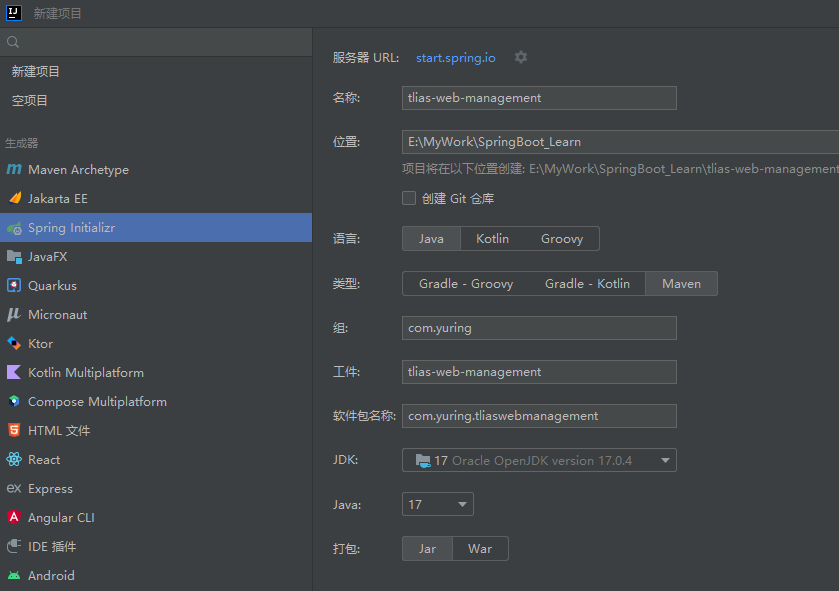 新建项目
新建项目
空项目
生成器
Maven Archetype
Jakarta EE
Spring Initializr
JavaFX
Quarkus
Micronaut
Ktor
Kotlin Multiplatform
Compose Multiplatform
HTML 文件
React
Express
Angular CLI
IDE 插件
Android
服务器 URL: start.spring.io
名称: tlias-web-management
位置: E:\MyWork\SpringBoot_Learn
项目将在以下位置创建: E:\MyWork\SpringBoot_Learn\tlias-web-management
创建 Git 仓库
语言: Java Kotlin Groovy
类型: Gradle - Groovy Gradle - Kotlin Maven
组: com.yuring
工件: tlias-web-management
软件包名称: com.yuring.tliaswebmanagement
JDK: 17 Oracle OpenJDK version 17.0.4
Java: 17
打包: Jar War